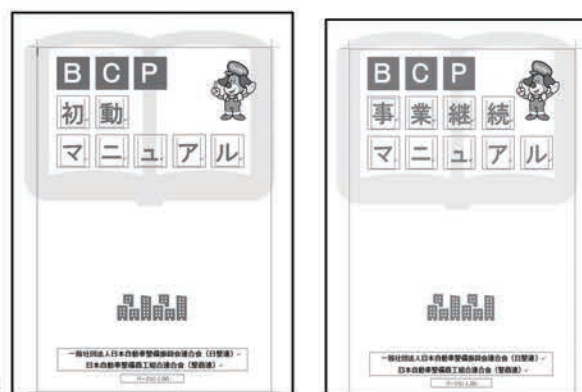 BCP
初動
マニュアル
一般社団法人日本自動車整備振興会連合会（日整連）
日本自動車整備商工組合連合会（整商連）
BCP
事業継続
マニュアル
一般社団法人日本自動車整備振興会連合会（日整連）
日本自動車整備商工組合連合会（整商連）